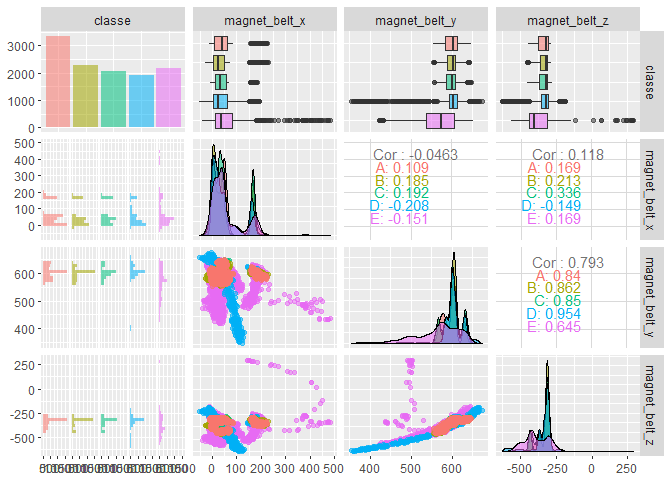 classe magnet_belt_x magnet_belt_y magnet_belt_z
3000
2000
1000
0
classe
500
400
300
200
100
0
Cor : -0.0463
A: 0.109
B: 0.185
C: 0.192
D: -0.208
E: -0.151
Cor : 0.118
A: 0.169
B: 0.213
C: 0.336
D: -0.149
E: 0.169
magnet_belt_x
600
500
400
Cor : 0.793
A: 0.84
B: 0.862
C: 0.85
D: 0.954
E: 0.645
magnet_belt_y
250
0
-250
-500
magnet_belt_z
0 100 200 300 400 500
400 500 600
-500 -250 0 250